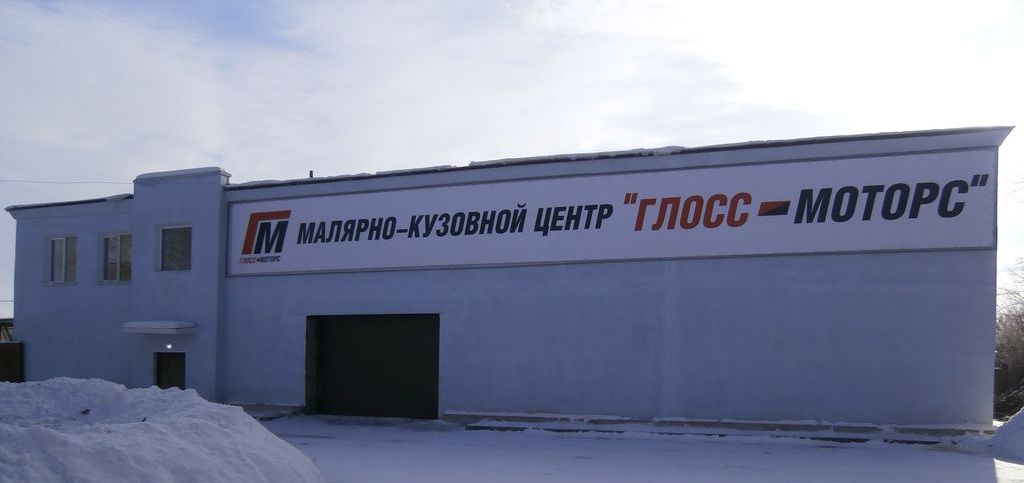 ГМ
ГЛОСС-МОТОРС
МАЛЯРНО-КУЗОВНОЙ ЦЕНТР "ГЛОСС-МОТОРС"